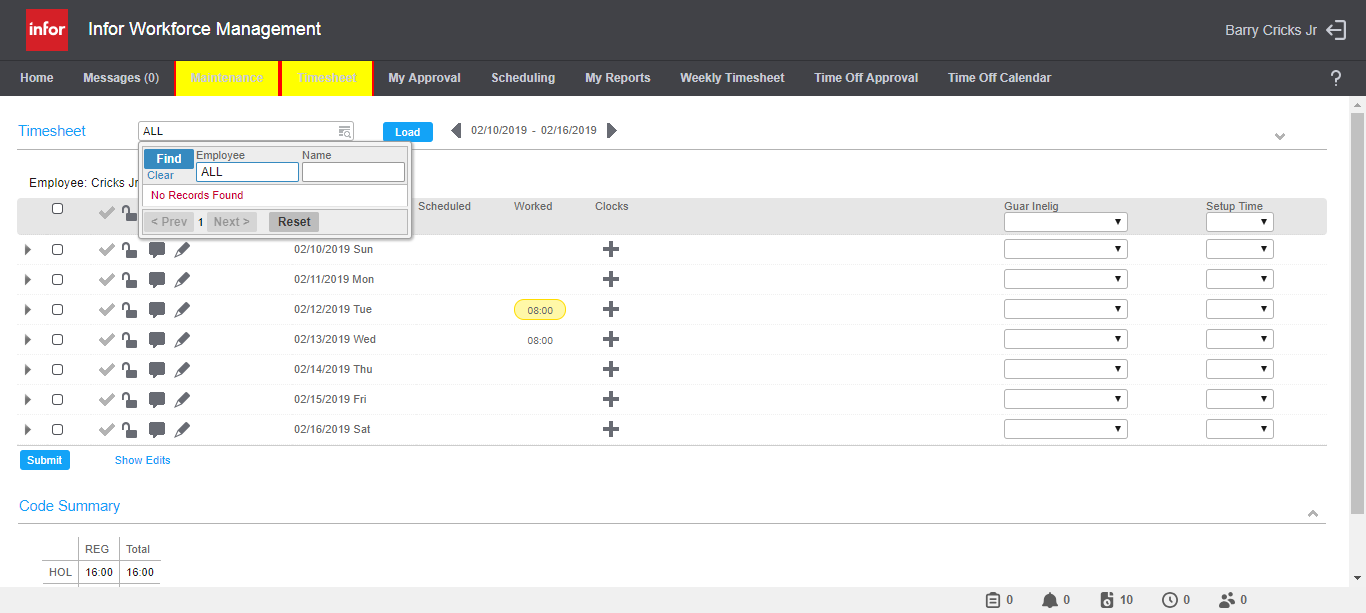 infor Infor Workforce Management Barry Cricks Jr
Home Messages (0) Maintenance Timesheet My Approval Scheduling My Reports Weekly Timesheet Time Off Approval Time Off Calendar ?
Timesheet ALL Load 02/10/2019 - 02/16/2019
Find Employee Name
Clear ALL
Employee: Cricks Jr
No Records Found
Scheduled Worked Clocks Guar Inelig Setup Time
< Prev 1 Next > Reset
02/10/2019 Sun
02/11/2019 Mon
02/12/2019 Tue 08:00
02/13/2019 Wed 08:00
02/14/2019 Thu
02/15/2019 Fri
02/16/2019 Sat
Submit Show Edits
Code Summary
REG Total
HOL 16:00 16:00
0 0 10 0 0